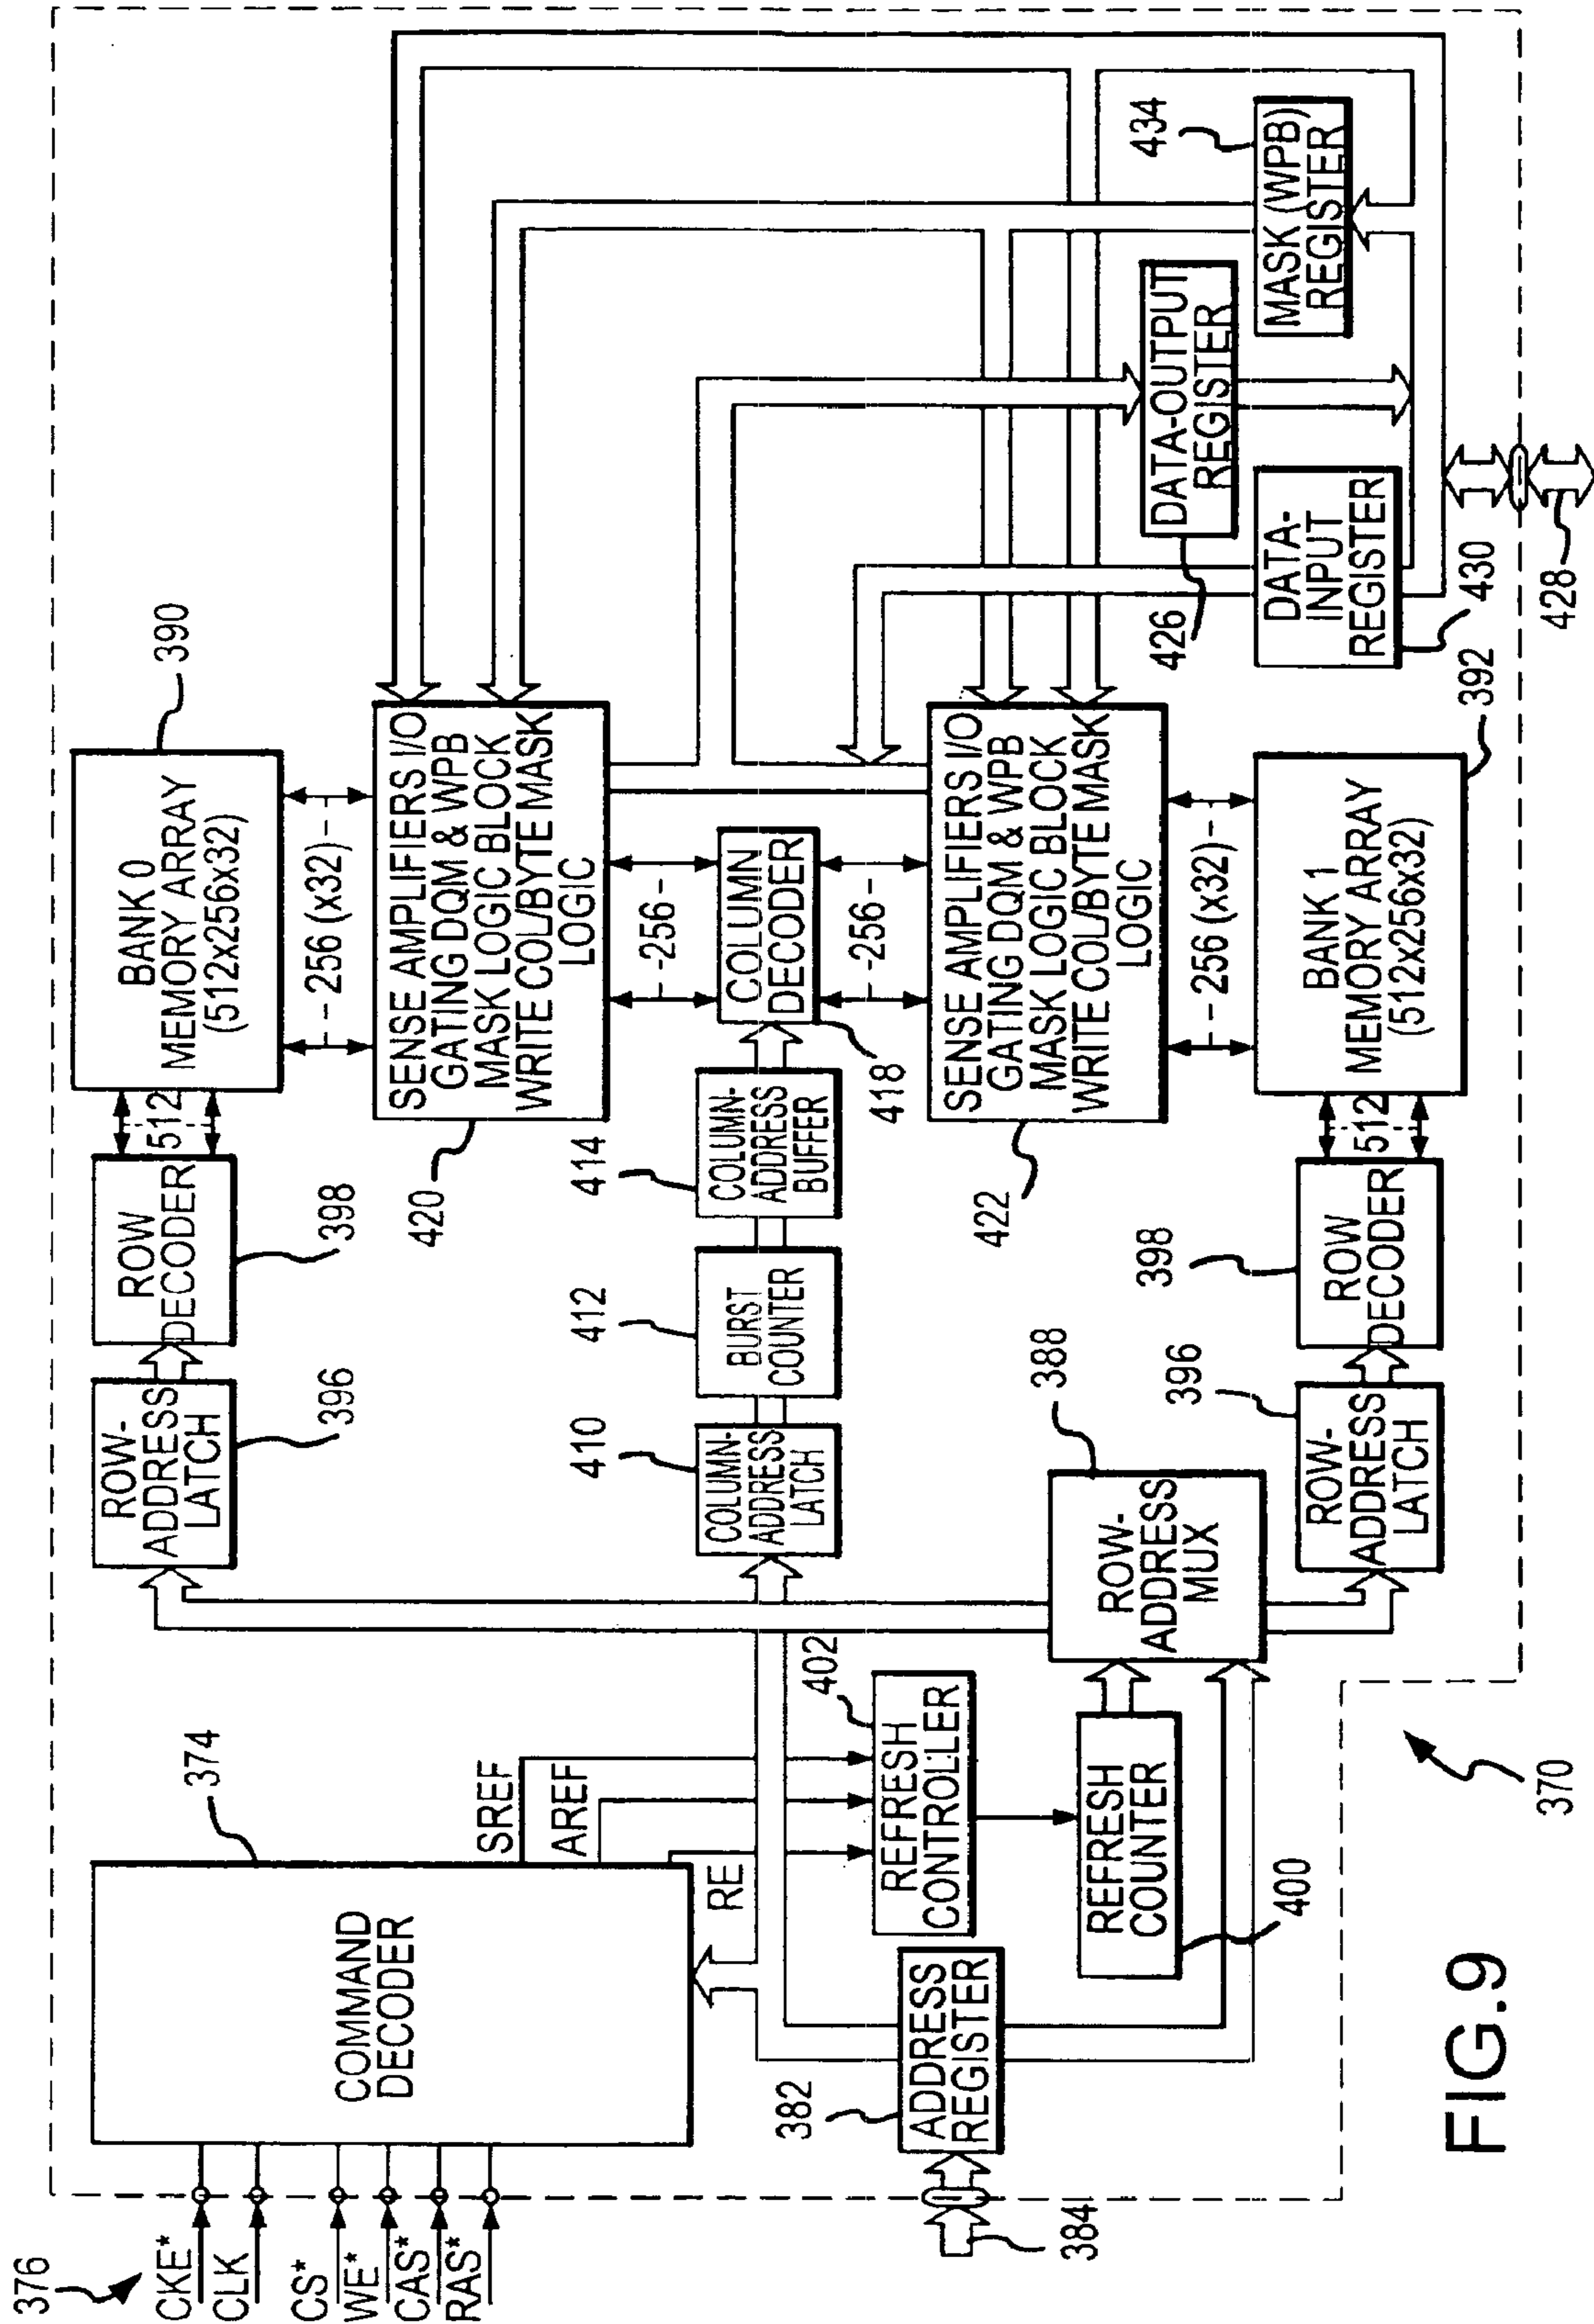 376
CKE*
CLK
CS*
WE*
CAS*
RAS*
COMMAND
DECODER
374
SREF
AREF
RE
384
382
ADDRESS
REGISTER
REFRESH
CONTROLLER
402
REFRESH
COUNTER
400
ROW-
ADDRESS
MUX
388
ROW-
ADDRESS
LATCH
396
ROW
DECODER
398
512
BANK 0
MEMORY ARRAY
(512x256x32)
390
256 (x32)
SENSE AMPLIFIERS I/O
GATING DQM & WPB
MASK LOGIC BLOCK
WRITE COL/BYTE MASK
LOGIC
420
256
COLUMN-
ADDRESS
LATCH
410
BURST
COUNTER
412
COLUMN-
ADDRESS
BUFFER
414
COLUMN
DECODER
418
256
SENSE AMPLIFIERS I/O
GATING DQM & WPB
MASK LOGIC BLOCK
WRITE COL/BYTE MASK
LOGIC
422
256 (x32)
ROW-
ADDRESS
LATCH
396
ROW
DECODER
398
512
BANK 1
MEMORY ARRAY
(512x256x32)
392
DATA-OUTPUT
REGISTER
426
DATA-
INPUT
REGISTER
430
MASK (WPB)
REGISTER
434
428
370
FIG.9